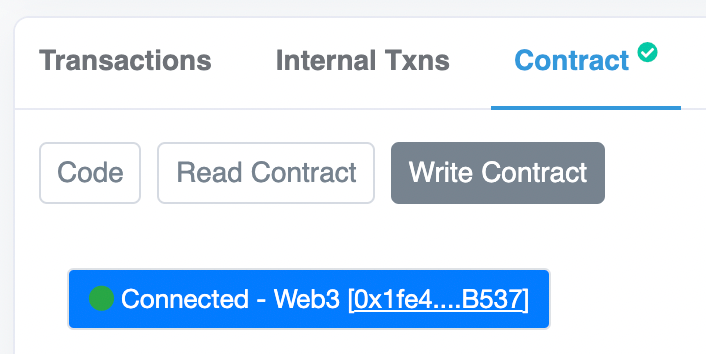 Transactions Internal Txns Contract
Code Read Contract Write Contract
Connected - Web3 [0x1fe4....B537]